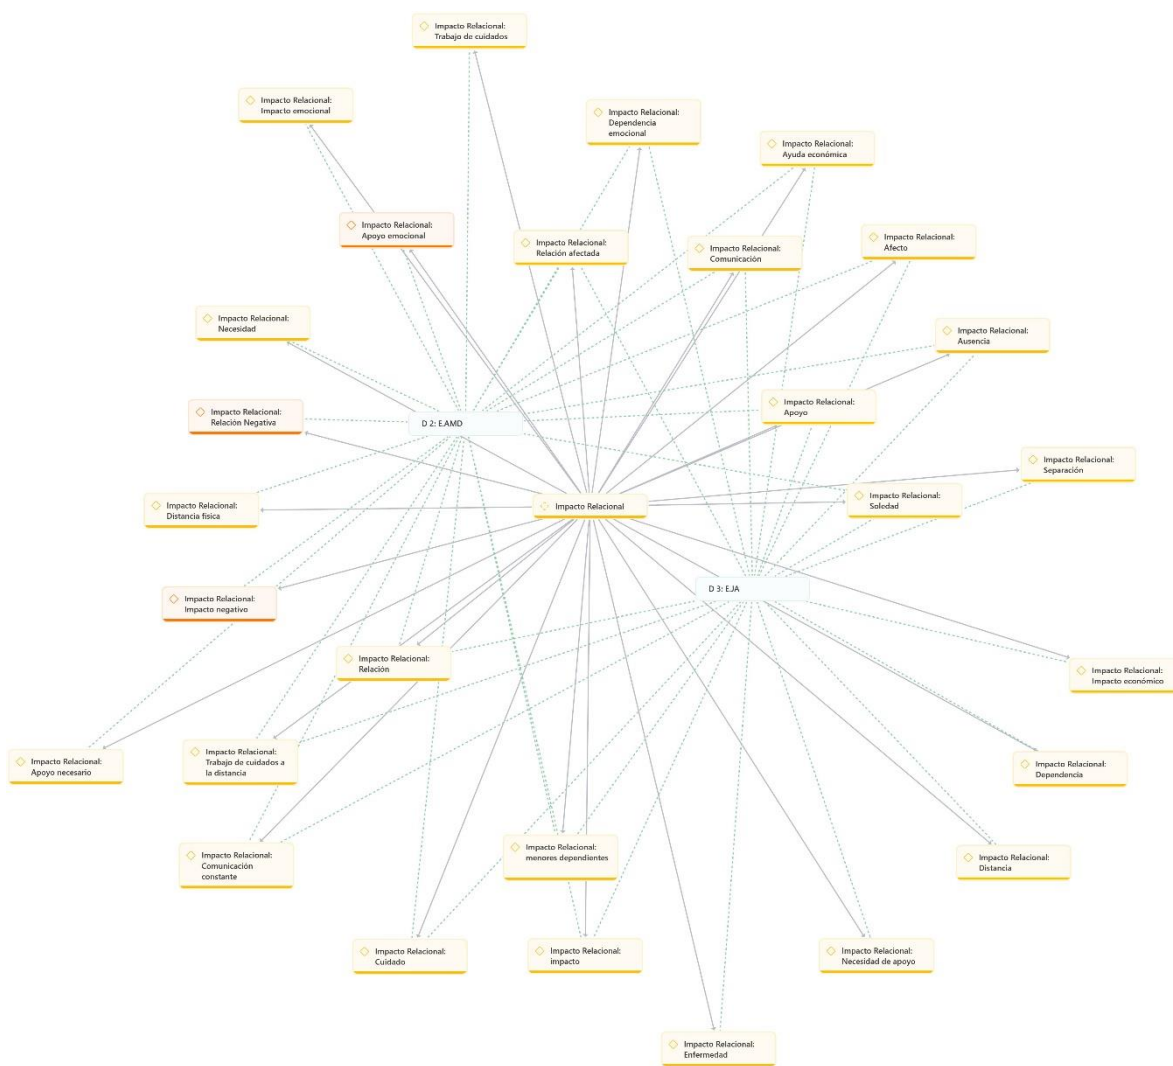 Impacto Relacional:
Trabajo de cuidados
Impacto Relacional:
Impacto emocional
Impacto Relacional:
Dependencia
emocional
Impacto Relacional:
Ayuda económica
Impacto Relacional:
Apoyo emocional
Impacto Relacional:
Relación afectada
Impacto Relacional:
Comunicación
Impacto Relacional:
Afecto
Impacto Relacional:
Necesidad
Impacto Relacional:
Ausencia
Impacto Relacional:
Relación Negativa
D 2: E.AMD
Impacto Relacional:
Apoyo
Impacto Relacional:
Separación
Impacto Relacional:
Distancia física
Impacto Relacional
Impacto Relacional:
Soledad
Impacto Relacional:
Impacto negativo
D 3: EJA
Impacto Relacional:
Relación
Impacto Relacional:
Impacto económico
Impacto Relacional:
Apoyo necesario
Impacto Relacional:
Trabajo de cuidados a
la distancia
Impacto Relacional:
Dependencia
Impacto Relacional:
Comunicación
constante
Impacto Relacional:
menores dependientes
Impacto Relacional:
Distancia
Impacto Relacional:
Cuidado
Impacto Relacional:
impacto
Impacto Relacional:
Necesidad de apoyo
Impacto Relacional:
Enfermedad